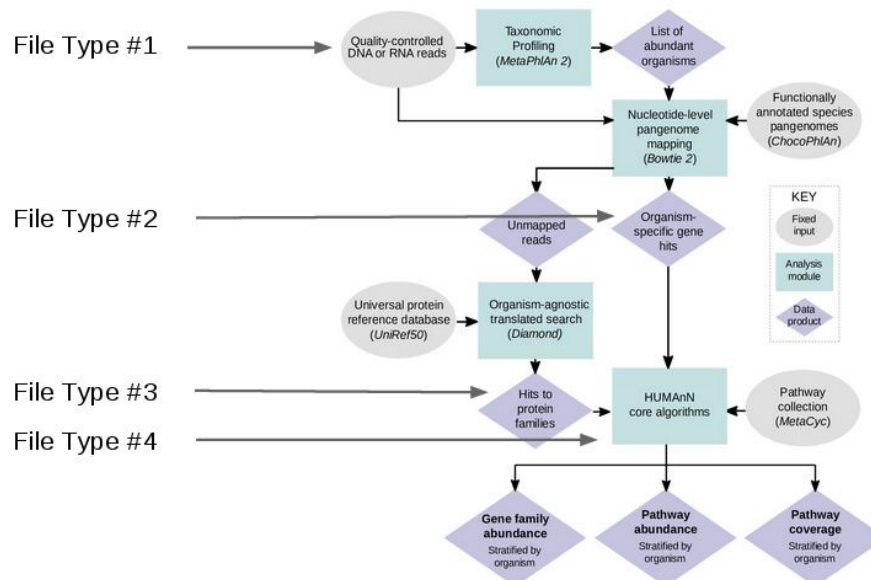 File Type #1
Quality-controlled
DNA or RNA reads
Taxonomic
Profiling
(MetaPhlAn 2)
List of
abundant
organisms
Nucleotide-level
pangenome
mapping
(Bowtie 2)
Functionally
annotated species
pangenomes
(ChocoPhlAn)
File Type #2
Unmapped
reads
Organism-
specific gene
hits
KEY
Fixed
input
Analysis
module
Data
product
Universal protein
reference database
(UniRef50)
Organism-agnostic
translated search
(Diamond)
File Type #3
Hits to
protein
families
HUMAnN
core algorithms
Pathway
collection
(MetaCyc)
File Type #4
Gene family
abundance
Stratified by
organism
Pathway
abundance
Stratified by
organism
Pathway
coverage
Stratified by
organism